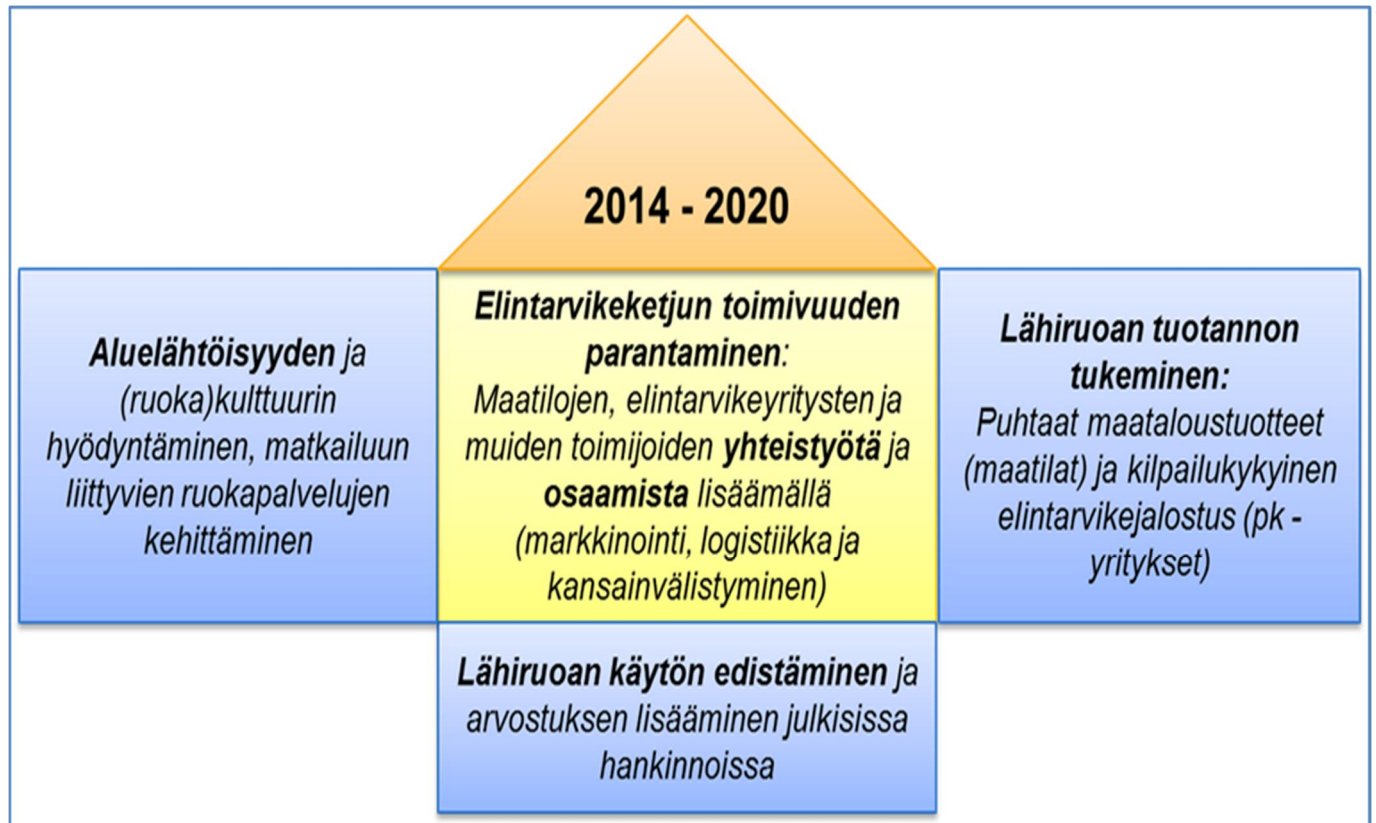 2014 - 2020
Aluelähtöisyyden ja
(ruoka)kulttuurin
hyödyntäminen, matkailuun
liittyvien ruokapalvelujen
kehittäminen
Elintarvikeketjun toimivuuden
parantaminen:
Maatilojen, elintarvikeyritysten ja
muiden toimijoiden yhteistyötä ja
osaamista lisäämällä
(markkinointi, logistiikka ja
kansainvälistyminen)
Lähiruoan tuotannon
tukeminen:
Puhtaat maataloustuotteet
(maatilat) ja kilpailukykyinen
elintarvikejalostus (pk -
yritykset)
Lähiruoan käytön edistäminen ja
arvostuksen lisääminen julkisissa
hankinnoissa